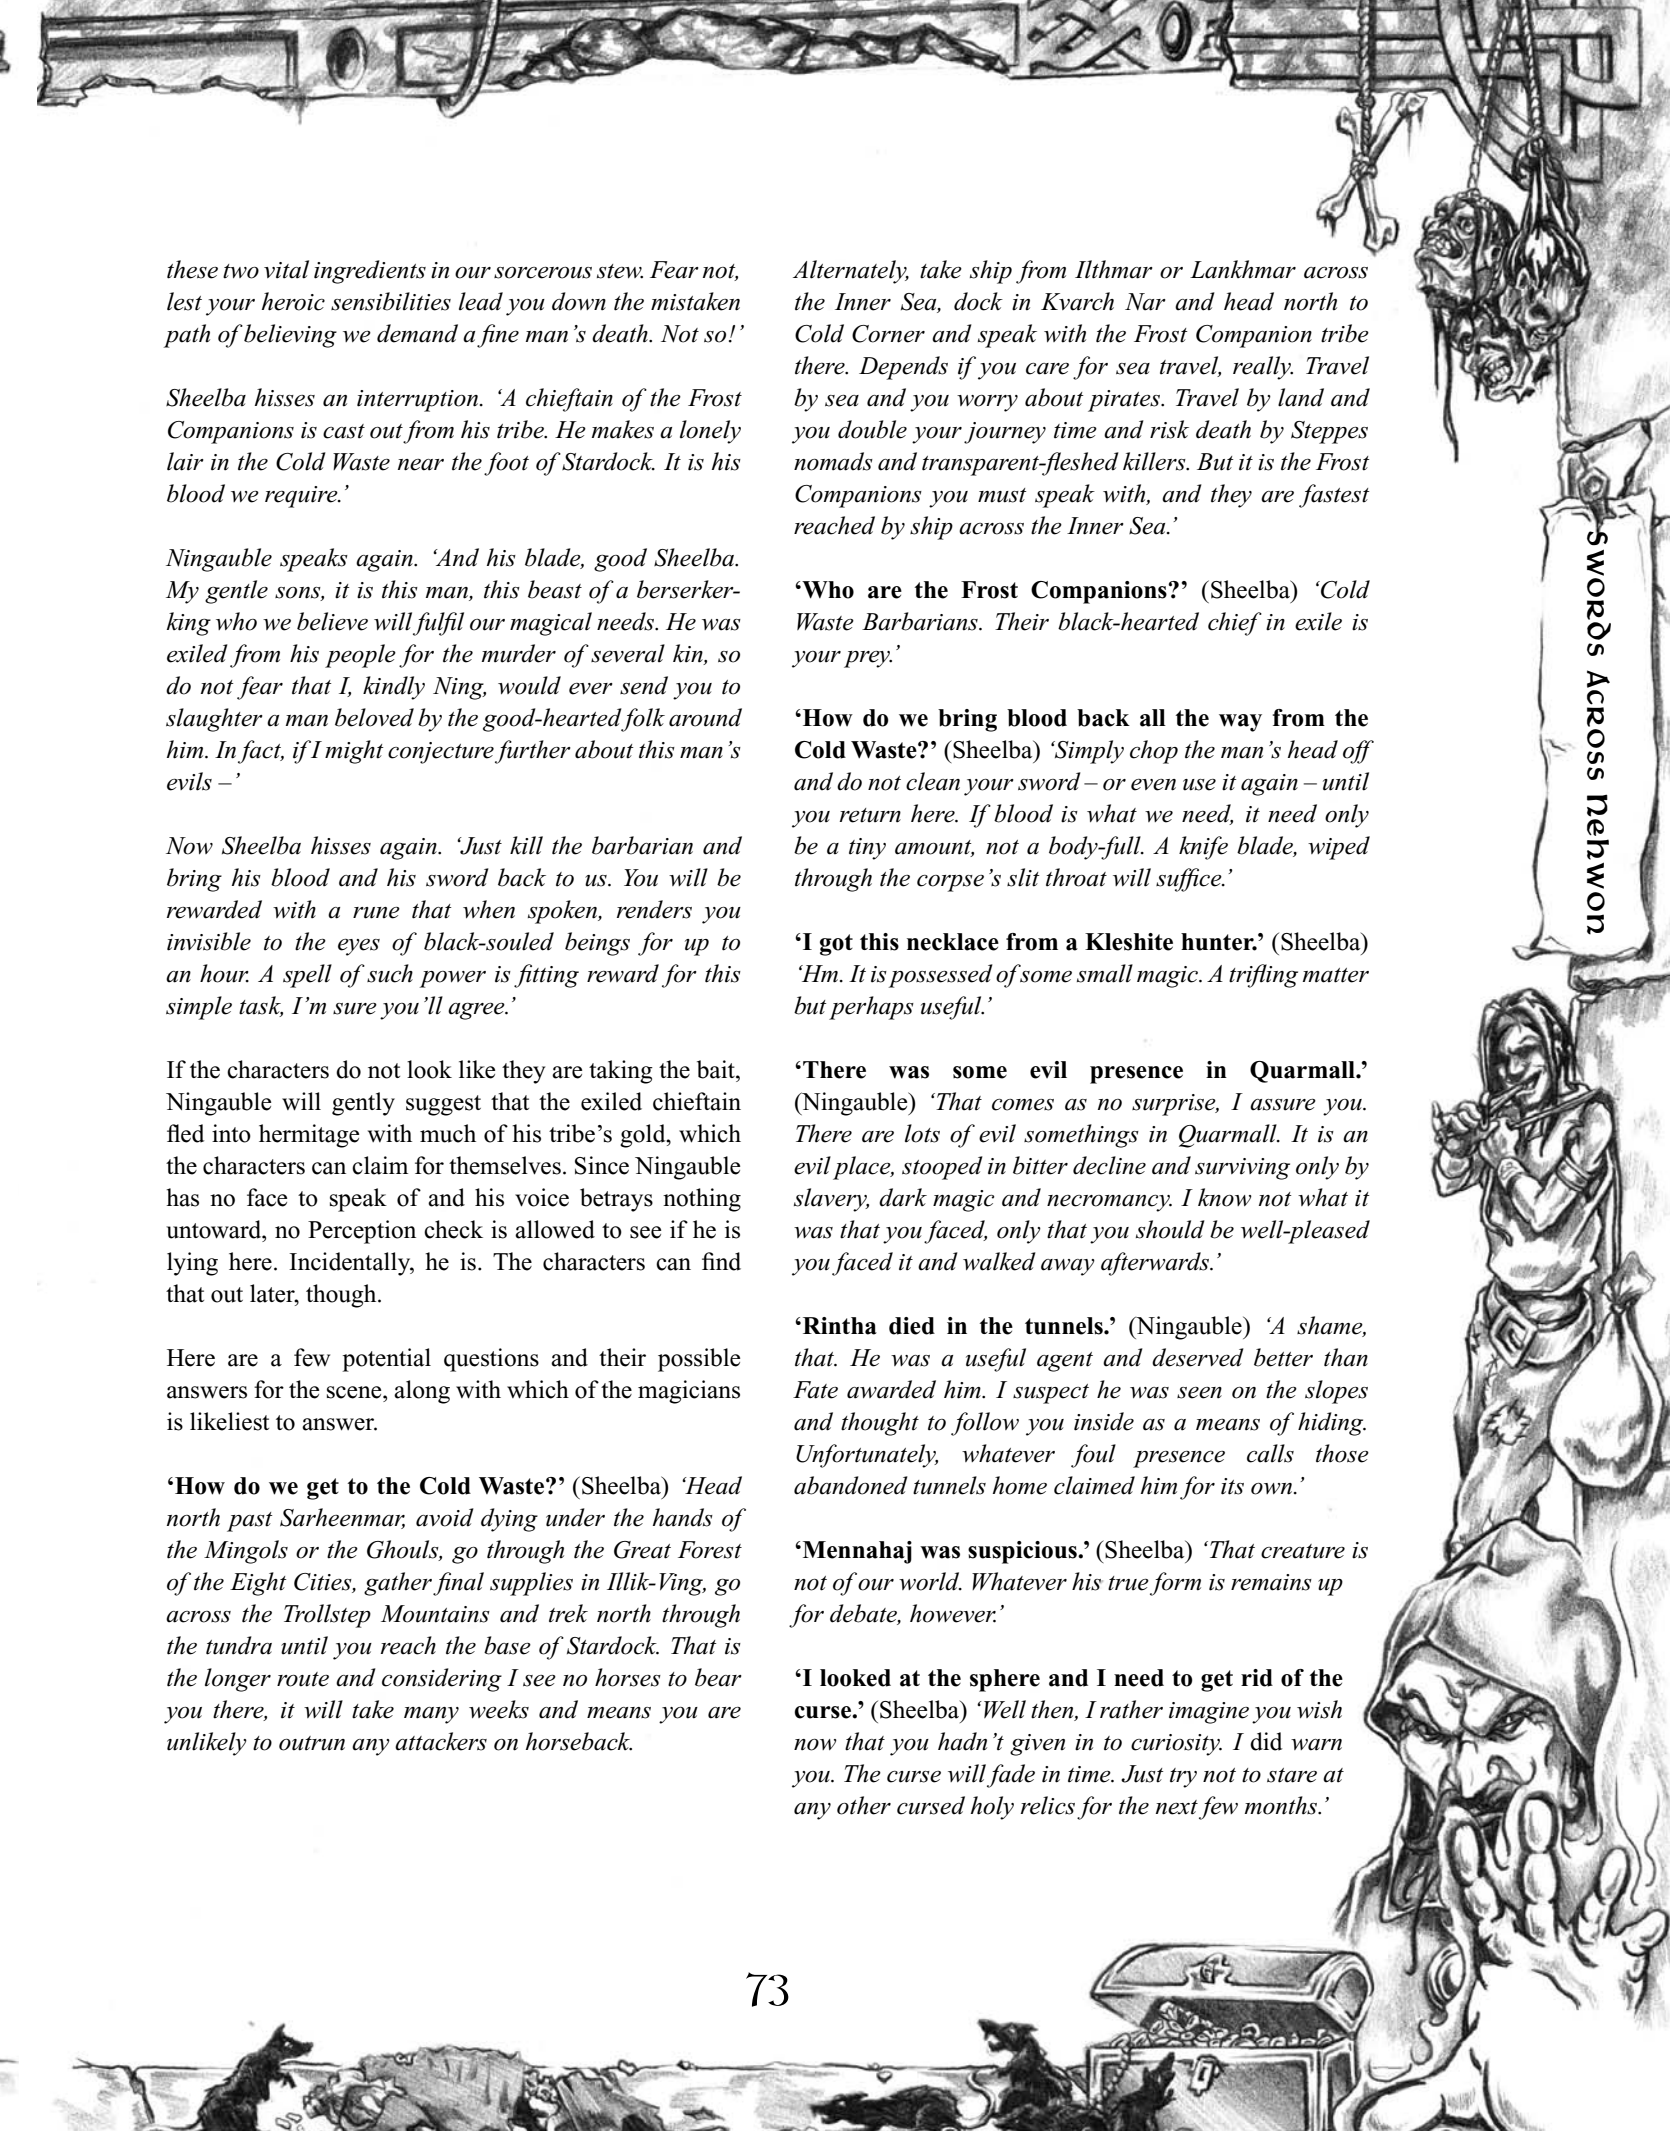 these two vital ingredients in our sorcerous stew. Fear not,
lest your heroic sensibilities lead you down the mistaken
path of believing we demand a fine man’s death. Not so!’
Sheelba hisses an interruption. ‘A chieftain of the Frost
Companions is cast out from his tribe. He makes a lonely
lair in the Cold Waste near the foot of Stardock. It is his
blood we require.’
Ningauble speaks again. ‘And his blade, good Sheelba.
My gentle sons, it is this man, this beast of a berserker-
king who we believe will fulfil our magical needs. He was
exiled from his people for the murder of several kin, so
do not fear that I, kindly Ning, would ever send you to
slaughter a man beloved by the good-hearted folk around
him. In fact, if I might conjecture further about this man’s
evils –’
Now Sheelba hisses again. ‘Just kill the barbarian and
bring his blood and his sword back to us. You will be
rewarded with a rune that when spoken, renders you
invisible to the eyes of black-souled beings for up to
an hour. A spell of such power is fitting reward for this
simple task, I’m sure you’ll agree.’
If the characters do not look like they are taking the bait,
Ningauble will gently suggest that the exiled chieftain
fled into hermitage with much of his tribe’s gold, which
the characters can claim for themselves. Since Ningauble
has no face to speak of and his voice betrays nothing
untoward, no Perception check is allowed to see if he is
lying here. Incidentally, he is. The characters can find
that out later, though.
Here are a few potential questions and their possible
answers for the scene, along with which of the magicians
is likeliest to answer.
‘How do we get to the Cold Waste?’ (Sheelba) ‘Head
north past Sarheenmar, avoid dying under the hands of
the Mingols or the Ghouls, go through the Great Forest
of the Eight Cities, gather final supplies in Illik-Ving, go
across the Trollstep Mountains and trek north through
the tundra until you reach the base of Stardock. That is
the longer route and considering I see no horses to bear
you there, it will take many weeks and means you are
unlikely to outrun any attackers on horseback.
Alternately, take ship from Ilthmar or Lankhmar across
the Inner Sea, dock in Kvarch Nar and head north to
Cold Corner and speak with the Frost Companion tribe
there. Depends if you care for sea travel, really. Travel
by sea and you worry about pirates. Travel by land and
you double your journey time and risk death by Steppes
nomads and transparent-fleshed killers. But it is the Frost
Companions you must speak with, and they are fastest
reached by ship across the Inner Sea.’
‘Who are the Frost Companions?’ (Sheelba) ‘Cold
Waste Barbarians. Their black-hearted chief in exile is
your prey.’
‘How do we bring blood back all the way from the
Cold Waste?’ (Sheelba) ‘Simply chop the man’s head off
and do not clean your sword – or even use it again – until
you return here. If blood is what we need, it need only
be a tiny amount, not a body-full. A knife blade, wiped
through the corpse’s slit throat will suffice.’
‘I got this necklace from a Kleshite hunter.’ (Sheelba)
‘Hm. It is possessed of some small magic. A trifling matter
but perhaps useful.’
‘There was some evil presence in Quarmall.’
(Ningauble) ‘That comes as no surprise, I assure you.
There are lots of evil somethings in Quarmall. It is an
evil place, stooped in bitter decline and surviving only by
slavery, dark magic and necromancy. I know not what it
was that you faced, only that you should be well-pleased
you faced it and walked away afterwards.’
‘Rintha died in the tunnels.’ (Ningauble) ‘A shame,
that. He was a useful agent and deserved better than
Fate awarded him. I suspect he was seen on the slopes
and thought to follow you inside as a means of hiding.
Unfortunately, whatever foul presence calls those
abandoned tunnels home claimed him for its own.’
‘Mennahaj was suspicious.’ (Sheelba) ‘That creature is
not of our world. Whatever his true form is remains up
for debate, however.’
‘I looked at the sphere and I need to get rid of the
curse.’ (Sheelba) ‘Well then, I rather imagine you wish
now that you hadn’t given in to curiosity. I did warn
you. The curse will fade in time. Just try not to stare at
any other cursed holy relics for the next few months.’
Swords Across Nehwon
73